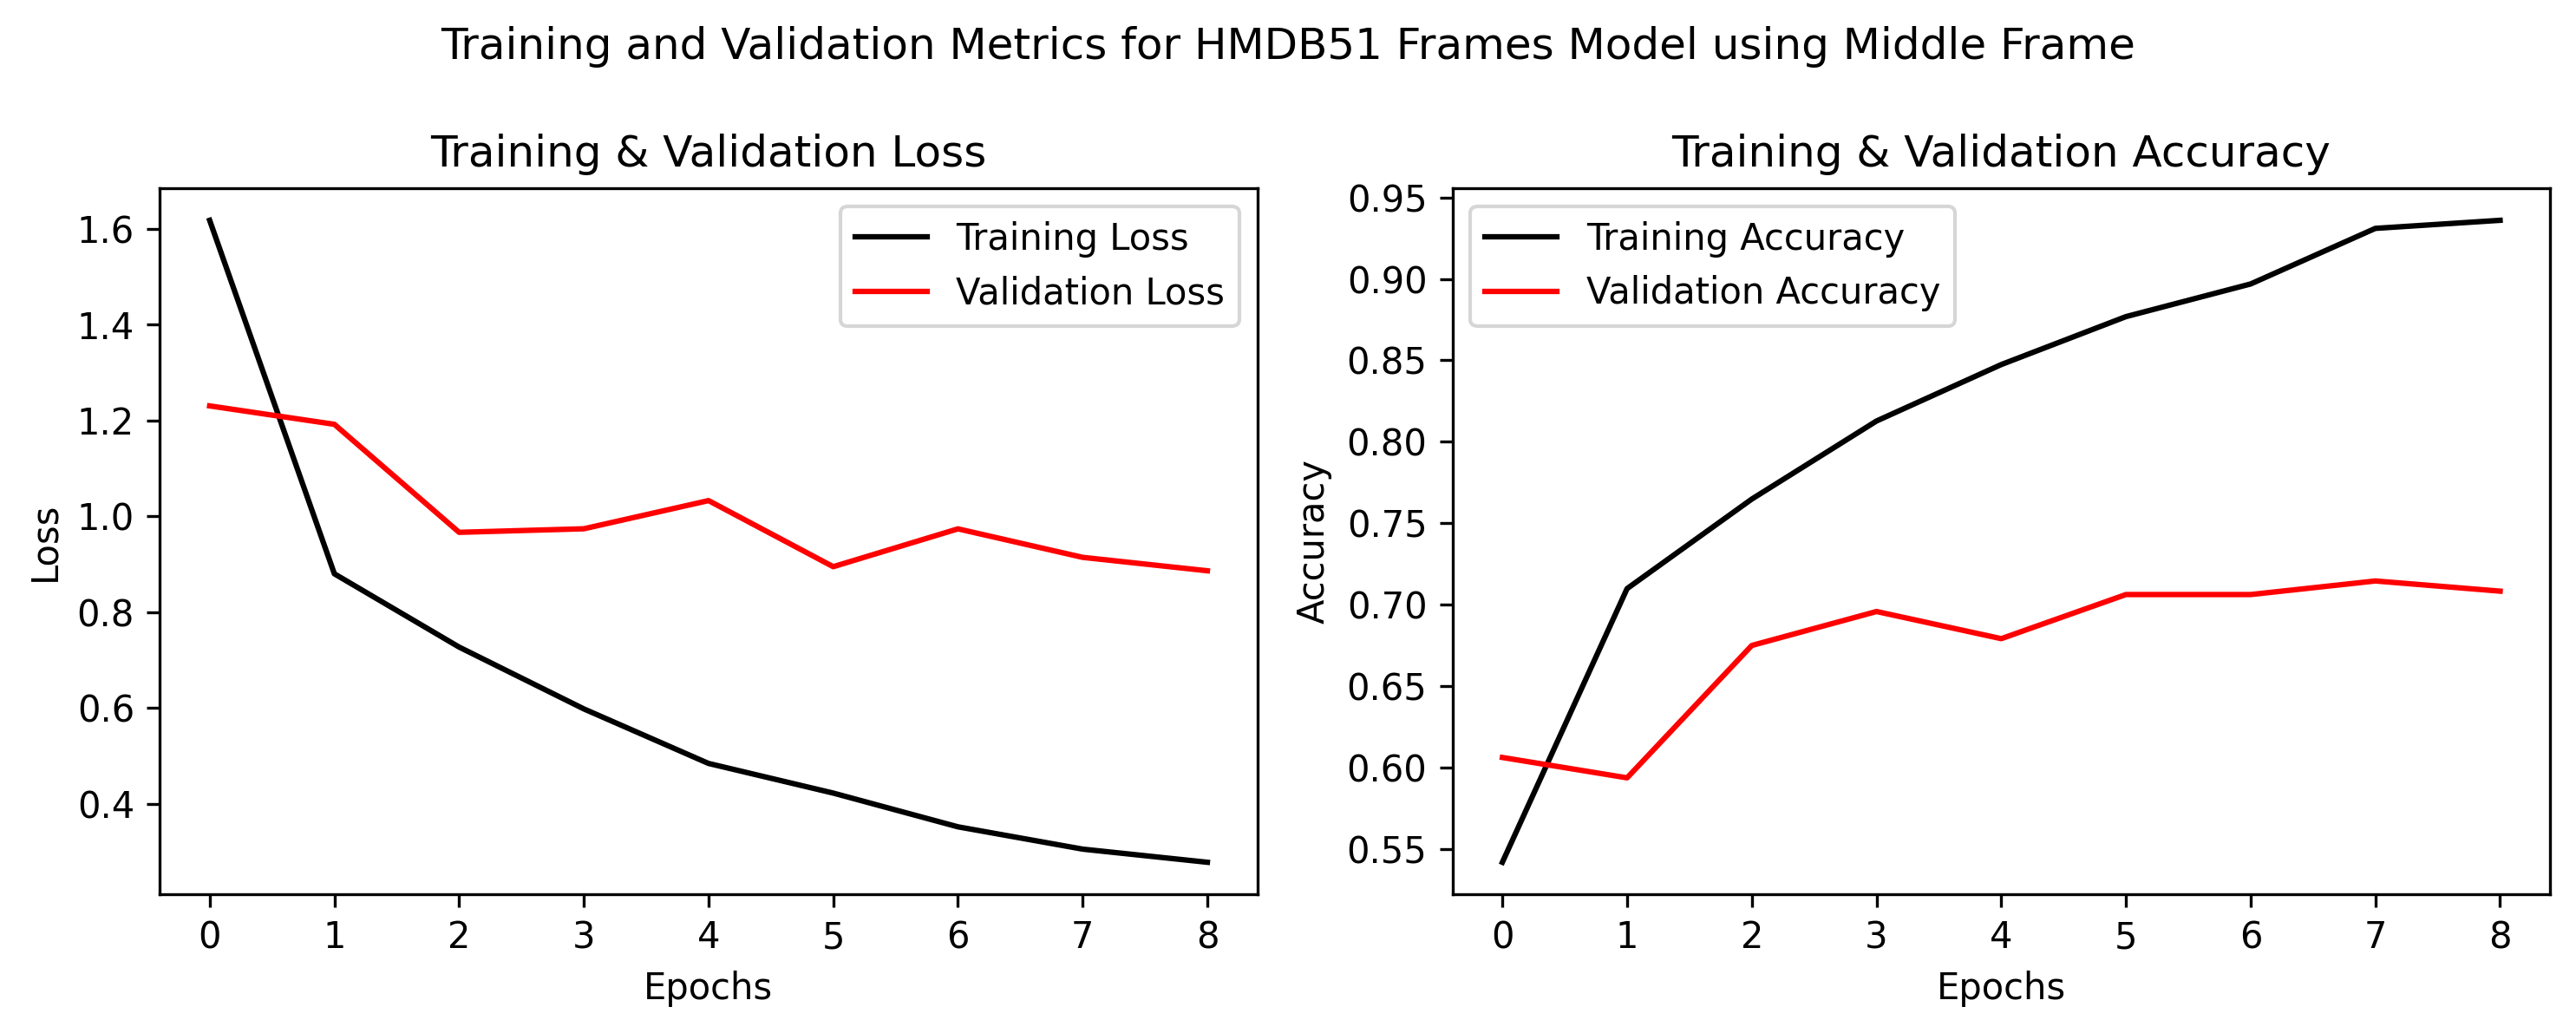 Training and Validation Metrics for HMDB51 Frames Model using Middle Frame
Training & Validation Loss
1.6
1.4
1.2
1.0
0.8
0.6
0.4
Loss
Training Loss
Validation Loss
0 1 2 3 4 5 6 7 8
Epochs
Training & Validation Accuracy
0.95
0.90
0.85
0.80
0.75
0.70
0.65
0.60
0.55
Accuracy
Training Accuracy
Validation Accuracy
0 1 2 3 4 5 6 7 8
Epochs